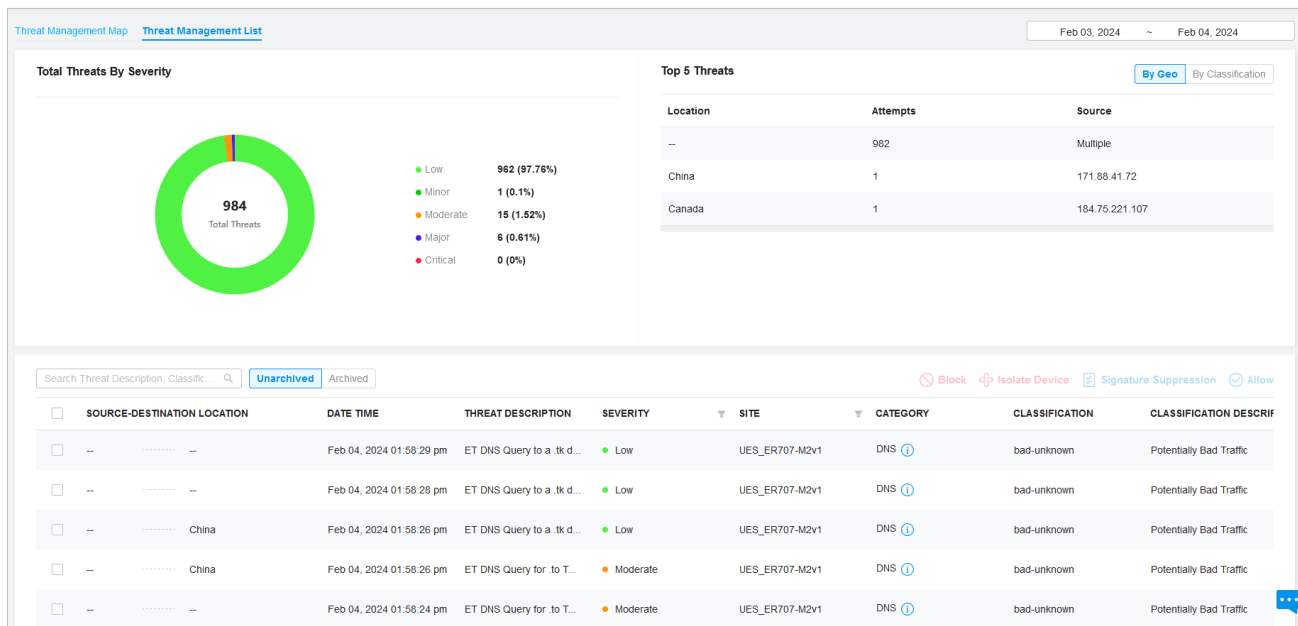 Threat Management Map Threat Management List Feb 03, 2024 ~ Feb 04, 2024
Total Threats By Severity
984
Total Threats
Low 962 (97.76%)
Minor 1 (0.1%)
Moderate 15 (1.52%)
Major 6 (0.61%)
Critical 0 (0%)
Top 5 Threats By Geo By Classification
Location Attempts Source
-- 982 Multiple
China 1 171.88.41.72
Canada 1 184.75.221.107
Search Threat Description, Classific... Unarchived Archived Block Isolate Device Signature Suppression Allow
SOURCE-DESTINATION LOCATION DATE TIME THREAT DESCRIPTION SEVERITY SITE CATEGORY CLASSIFICATION CLASSIFICATION DESCRIF
-- -- Feb 04, 2024 01:58:29 pm ET DNS Query to a .tk d... Low UES_ER707-M2v1 DNS bad-unknown Potentially Bad Traffic
-- -- Feb 04, 2024 01:58:28 pm ET DNS Query to a .tk d... Low UES_ER707-M2v1 DNS bad-unknown Potentially Bad Traffic
-- China Feb 04, 2024 01:58:26 pm ET DNS Query to a .tk d... Low UES_ER707-M2v1 DNS bad-unknown Potentially Bad Traffic
-- China Feb 04, 2024 01:58:26 pm ET DNS Query for .to T... Moderate UES_ER707-M2v1 DNS bad-unknown Potentially Bad Traffic
-- -- Feb 04, 2024 01:58:24 pm ET DNS Query for .to T... Moderate UES_ER707-M2v1 DNS bad-unknown Potentially Bad Traffic